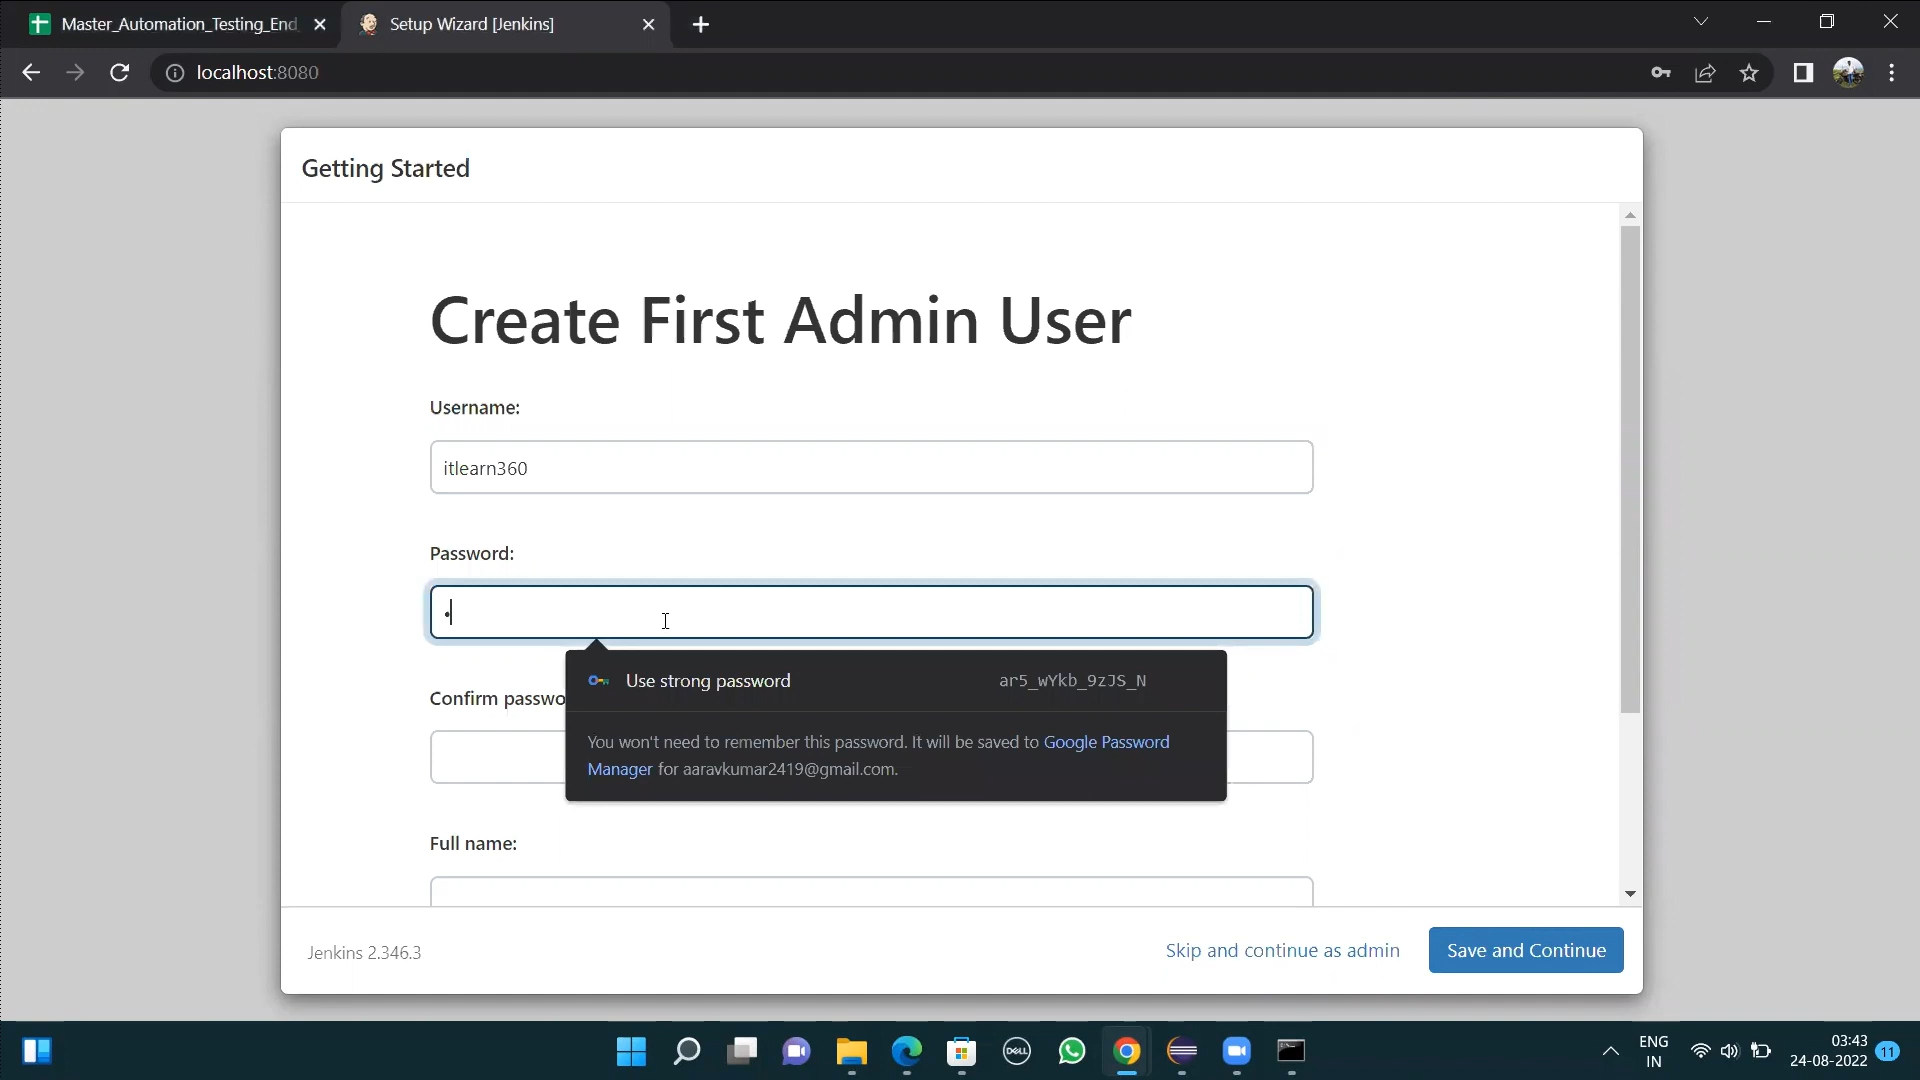 Master_Automation_Testing_End
Setup Wizard [Jenkins]
localhost:8080
Getting Started
Create First Admin User
Username:
itlearn360
Password:
•
Use strong password ar5_wYkb_9zJS_N
Confirm passwo
You won't need to remember this password. It will be saved to Google Password
Manager for aaravkumar2419@gmail.com.
Full name:
Jenkins 2.346.3
Skip and continue as admin
Save and Continue
DELL
ENG
IN
03:43
24-08-2022
11